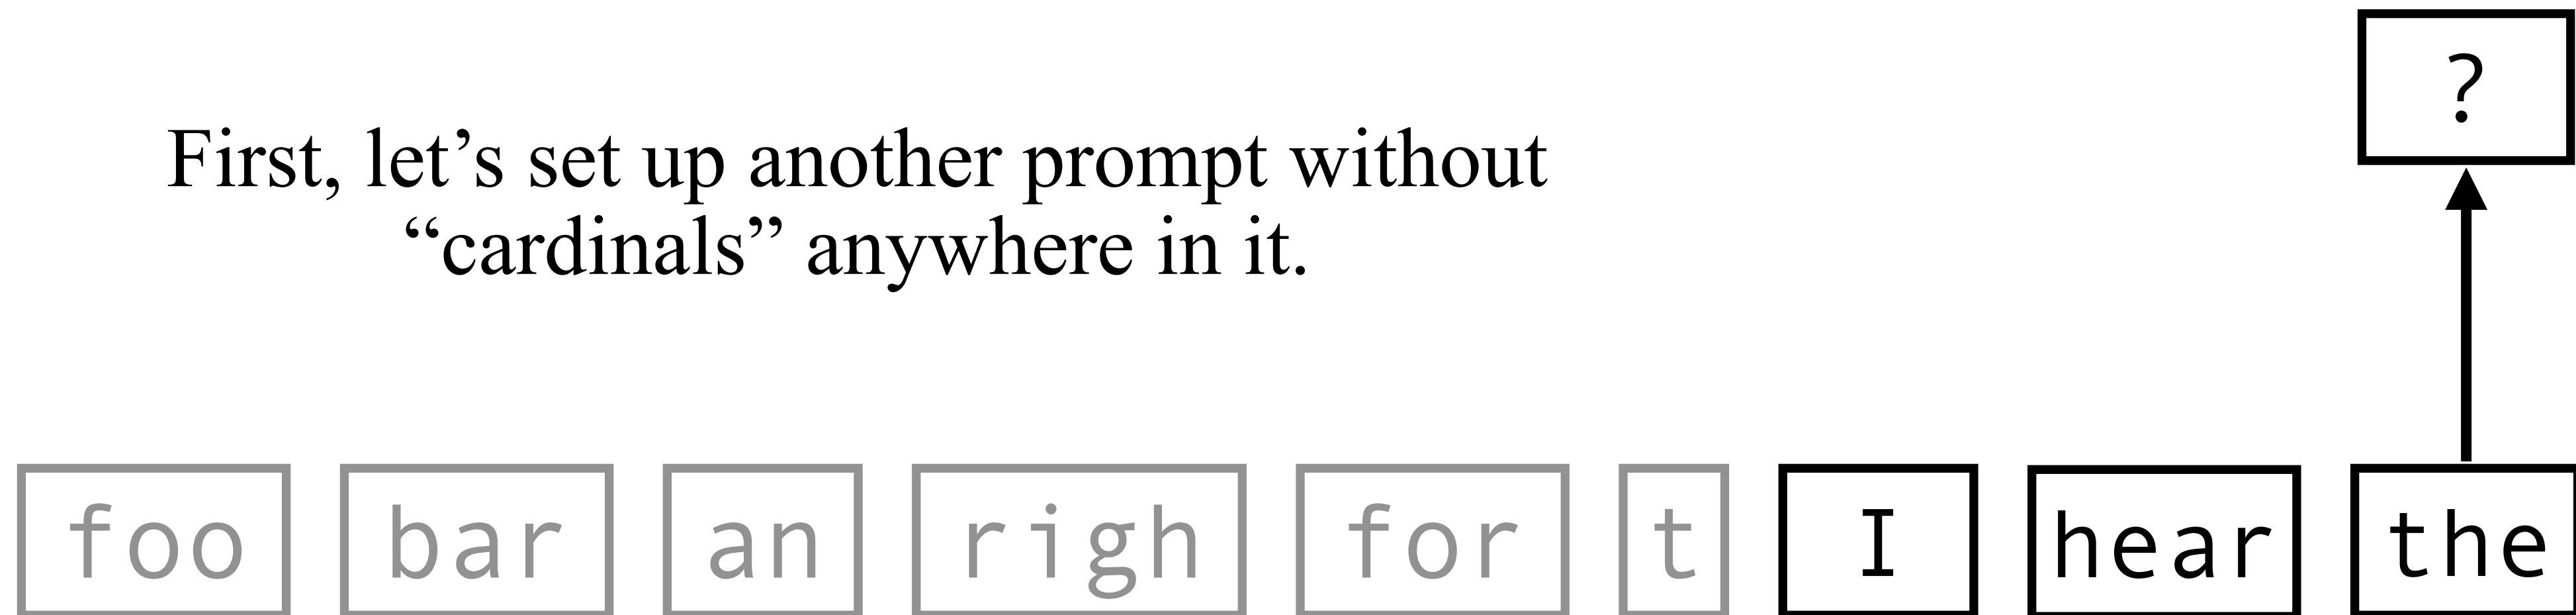 ?
First, let’s set up another prompt without
“cardinals” anywhere in it.
foo bar an righ for t I hear the